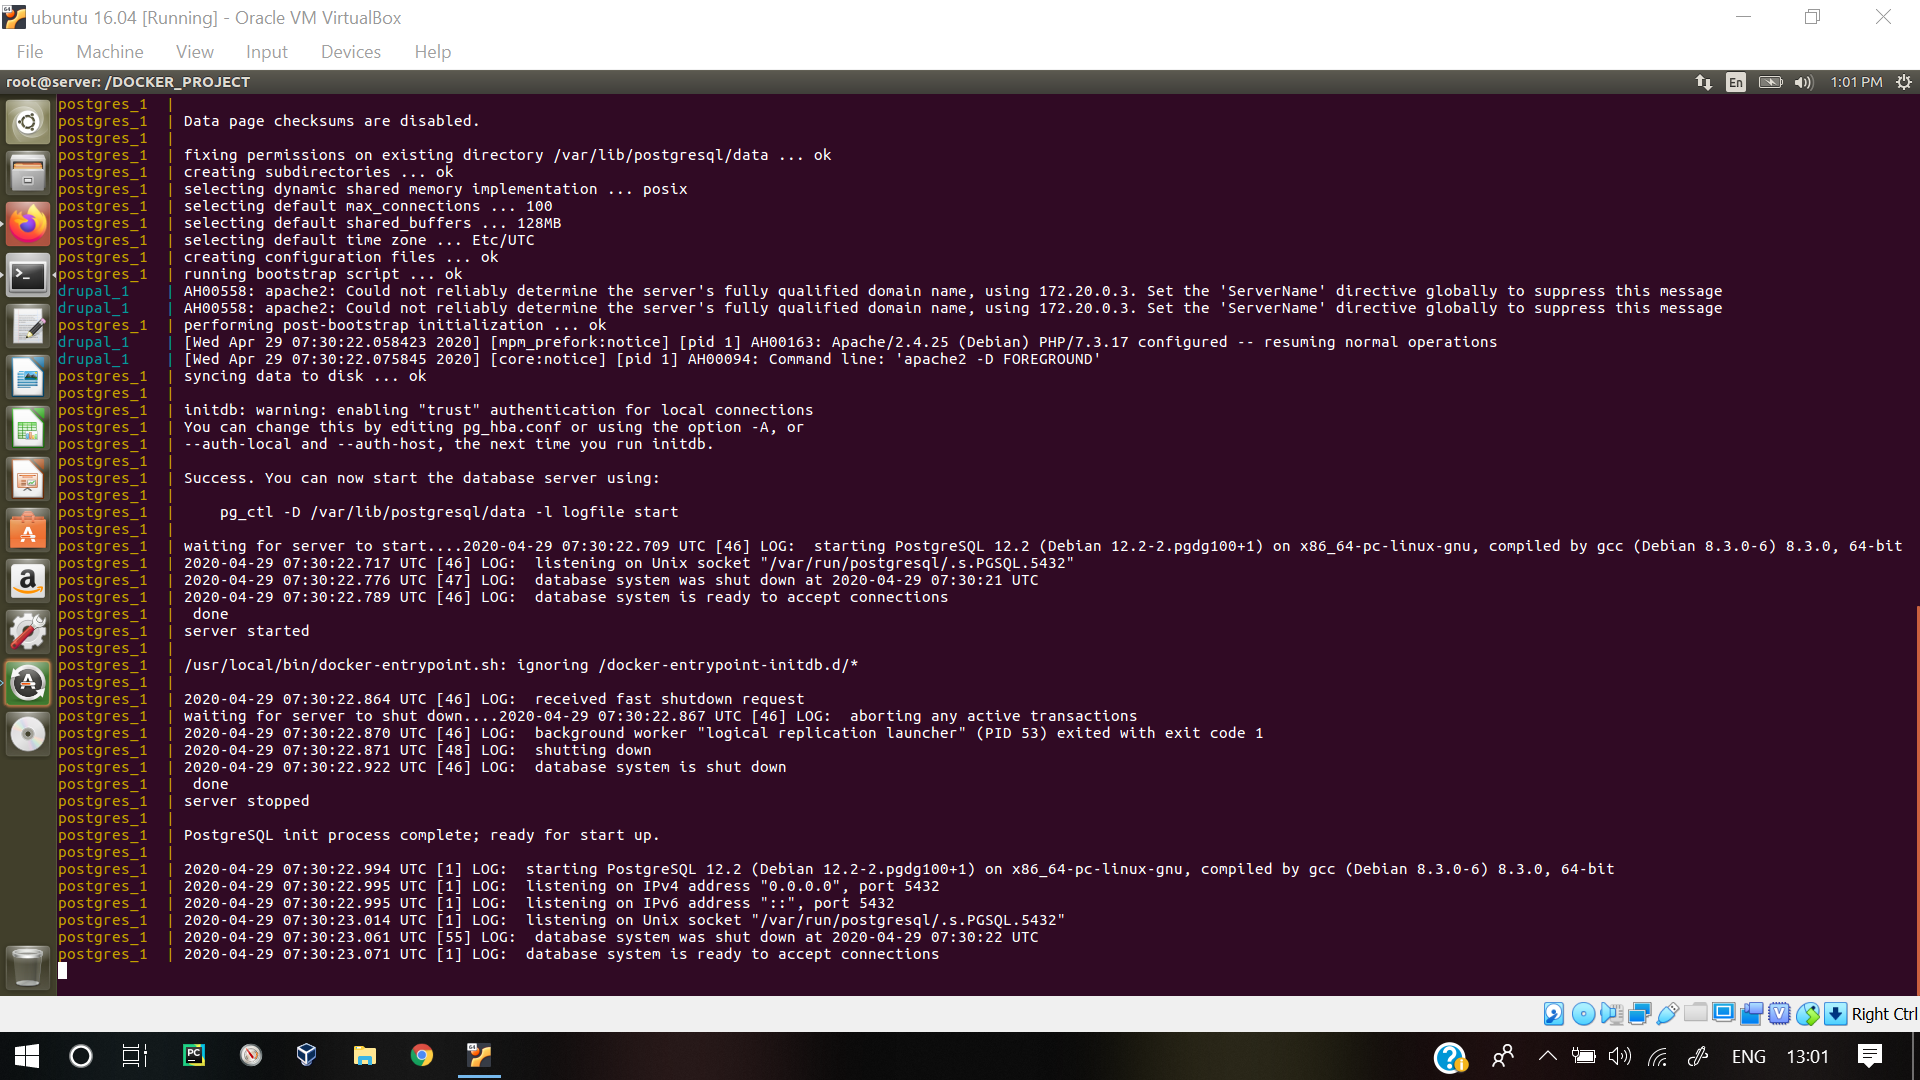 ubuntu 16.04 [Running] - Oracle VM VirtualBox
File Machine View Input Devices Help
root@server: /DOCKER_PROJECT En 1:01 PM
postgres_1 |
postgres_1 | Data page checksums are disabled.
postgres_1 |
postgres_1 | fixing permissions on existing directory /var/lib/postgresql/data ... ok
postgres_1 | creating subdirectories ... ok
postgres_1 | selecting dynamic shared memory implementation ... posix
postgres_1 | selecting default max_connections ... 100
postgres_1 | selecting default shared_buffers ... 128MB
postgres_1 | selecting default time zone ... Etc/UTC
postgres_1 | creating configuration files ... ok
postgres_1 | running bootstrap script ... ok
drupal_1 | AH00558: apache2: Could not reliably determine the server's fully qualified domain name, using 172.20.0.3. Set the 'ServerName' directive globally to suppress this message
drupal_1 | AH00558: apache2: Could not reliably determine the server's fully qualified domain name, using 172.20.0.3. Set the 'ServerName' directive globally to suppress this message
postgres_1 | performing post-bootstrap initialization ... ok
drupal_1 | [Wed Apr 29 07:30:22.058423 2020] [mpm_prefork:notice] [pid 1] AH00163: Apache/2.4.25 (Debian) PHP/7.3.17 configured -- resuming normal operations
drupal_1 | [Wed Apr 29 07:30:22.075845 2020] [core:notice] [pid 1] AH00094: Command line: 'apache2 -D FOREGROUND'
postgres_1 | syncing data to disk ... ok
postgres_1 |
postgres_1 | initdb: warning: enabling "trust" authentication for local connections
postgres_1 | You can change this by editing pg_hba.conf or using the option -A, or
postgres_1 | --auth-local and --auth-host, the next time you run initdb.
postgres_1 |
postgres_1 | Success. You can now start the database server using:
postgres_1 |
postgres_1 | pg_ctl -D /var/lib/postgresql/data -l logfile start
postgres_1 |
postgres_1 | waiting for server to start....2020-04-29 07:30:22.709 UTC [46] LOG: starting PostgreSQL 12.2 (Debian 12.2-2.pgdg100+1) on x86_64-pc-linux-gnu, compiled by gcc (Debian 8.3.0-6) 8.3.0, 64-bit
postgres_1 | 2020-04-29 07:30:22.717 UTC [46] LOG: listening on Unix socket "/var/run/postgresql/.s.PGSQL.5432"
postgres_1 | 2020-04-29 07:30:22.776 UTC [47] LOG: database system was shut down at 2020-04-29 07:30:21 UTC
postgres_1 | 2020-04-29 07:30:22.789 UTC [46] LOG: database system is ready to accept connections
postgres_1 | done
postgres_1 | server started
postgres_1 |
postgres_1 | /usr/local/bin/docker-entrypoint.sh: ignoring /docker-entrypoint-initdb.d/*
postgres_1 |
postgres_1 | 2020-04-29 07:30:22.864 UTC [46] LOG: received fast shutdown request
postgres_1 | waiting for server to shut down....2020-04-29 07:30:22.867 UTC [46] LOG: aborting any active transactions
postgres_1 | 2020-04-29 07:30:22.870 UTC [46] LOG: background worker "logical replication launcher" (PID 53) exited with exit code 1
postgres_1 | 2020-04-29 07:30:22.871 UTC [48] LOG: shutting down
postgres_1 | 2020-04-29 07:30:22.922 UTC [46] LOG: database system is shut down
postgres_1 | done
postgres_1 | server stopped
postgres_1 |
postgres_1 | PostgreSQL init process complete; ready for start up.
postgres_1 |
postgres_1 | 2020-04-29 07:30:22.994 UTC [1] LOG: starting PostgreSQL 12.2 (Debian 12.2-2.pgdg100+1) on x86_64-pc-linux-gnu, compiled by gcc (Debian 8.3.0-6) 8.3.0, 64-bit
postgres_1 | 2020-04-29 07:30:22.995 UTC [1] LOG: listening on IPv4 address "0.0.0.0", port 5432
postgres_1 | 2020-04-29 07:30:22.995 UTC [1] LOG: listening on IPv6 address "::", port 5432
postgres_1 | 2020-04-29 07:30:23.014 UTC [1] LOG: listening on Unix socket "/var/run/postgresql/.s.PGSQL.5432"
postgres_1 | 2020-04-29 07:30:23.061 UTC [55] LOG: database system was shut down at 2020-04-29 07:30:22 UTC
postgres_1 | 2020-04-29 07:30:23.071 UTC [1] LOG: database system is ready to accept connections
Right Ctrl
ENG 13:01